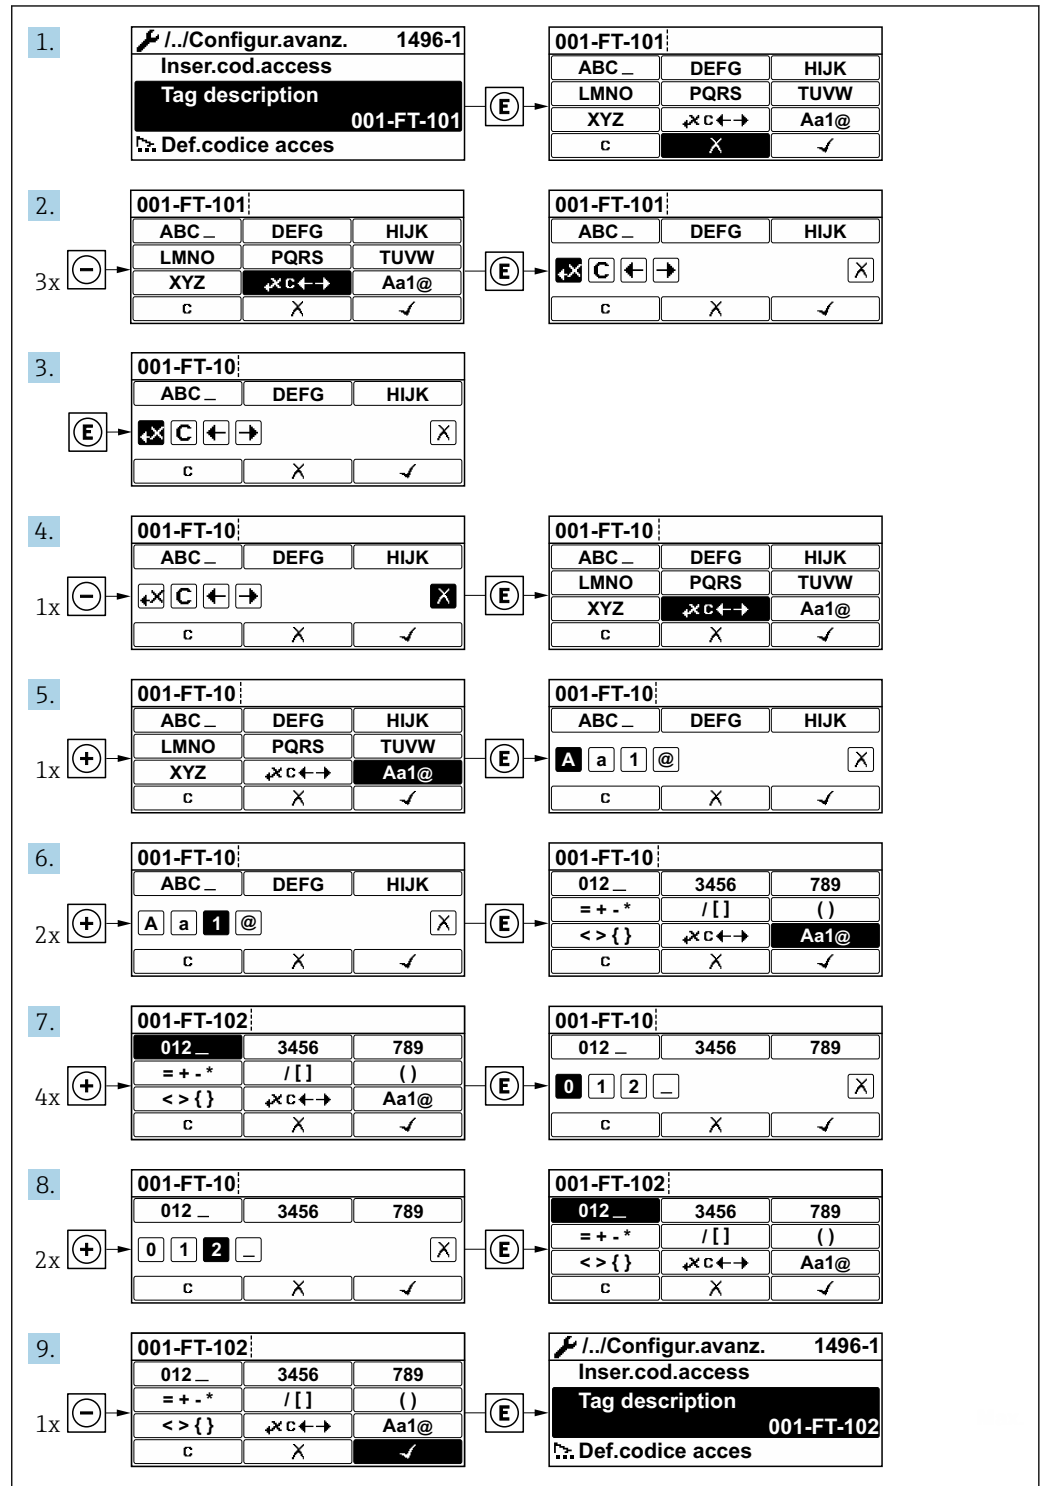 1.
/../Configur.avanz. 1496-1
Inser.cod.access
Tag description
001-FT-101
Def.codice acces
E
001-FT-101
ABC_ DEFG HIJK
LMNO PQRS TUVW
XYZ C Aa1@
C X ✓
2.
3x
001-FT-101
ABC_ DEFG HIJK
LMNO PQRS TUVW
XYZ C Aa1@
C X ✓
E
001-FT-101
ABC_ DEFG HIJK
C X
C X ✓
3.
E
001-FT-10
ABC_ DEFG HIJK
C X
C X ✓
4.
1x
001-FT-10
ABC_ DEFG HIJK
C X
C X ✓
E
001-FT-10
ABC_ DEFG HIJK
LMNO PQRS TUVW
XYZ C Aa1@
C X ✓
5.
1x
001-FT-10
ABC_ DEFG HIJK
LMNO PQRS TUVW
XYZ C Aa1@
C X ✓
E
001-FT-10
ABC_ DEFG HIJK
A a 1 @ X
C X ✓
6.
2x
001-FT-10
ABC_ DEFG HIJK
A a 1 @ X
C X ✓
E
001-FT-10
012_ 3456 789
= + - * / [ ] ( )
< > { } C Aa1@
C X ✓
7.
4x
001-FT-102
012_ 3456 789
= + - * / [ ] ( )
< > { } C Aa1@
C X ✓
E
001-FT-10
012_ 3456 789
0 1 2 _ X
C X ✓
8.
2x
001-FT-10
012_ 3456 789
0 1 2 _ X
C X ✓
E
001-FT-102
012_ 3456 789
= + - * / [ ] ( )
< > { } C Aa1@
C X ✓
9.
1x
001-FT-102
012_ 3456 789
= + - * / [ ] ( )
< > { } C Aa1@
C X ✓
E
/../Configur.avanz. 1496-1
Inser.cod.access
Tag description
001-FT-102
Def.codice acces